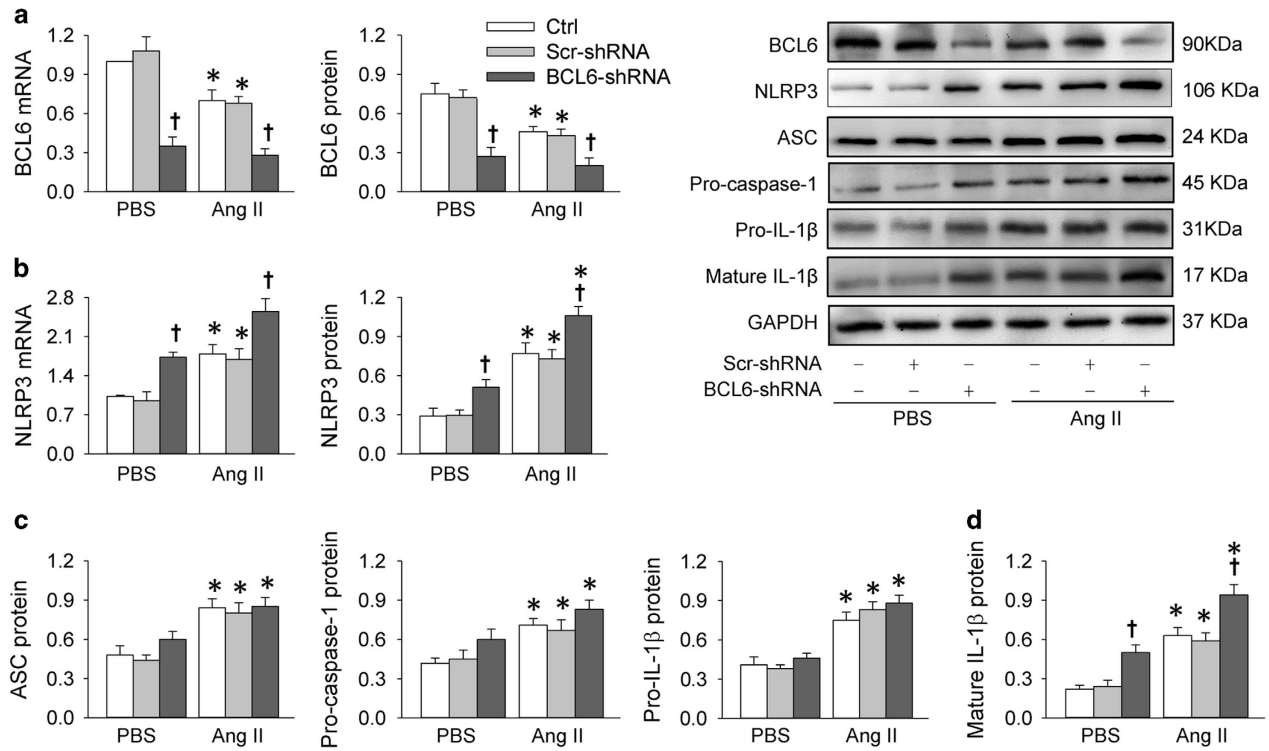 a
BCL6 mRNA
1.2
0.9
0.6
0.3
0.0
* *
† †
PBS Ang II
BCL6 protein
1.2
0.9
0.6
0.3
0.0
* *
† †
PBS Ang II
Ctrl
Scr-shRNA
BCL6-shRNA
BCL6 90KDa
NLRP3 106 KDa
ASC 24 KDa
Pro-caspase-1 45 KDa
Pro-IL-1β 31KDa
Mature IL-1β 17 KDa
GAPDH 37 KDa
Scr-shRNA − + − − + −
BCL6-shRNA − − + − − +
PBS Ang II
b
NLRP3 mRNA
2.8
2.1
1.4
0.7
0.0
† * * †
PBS Ang II
NLRP3 protein
1.2
0.9
0.6
0.3
0.0
*
† * * †
PBS Ang II
c
ASC protein
1.2
0.9
0.6
0.3
0.0
* * *
PBS Ang II
Pro-caspase-1 protein
1.2
0.9
0.6
0.3
0.0
* * *
PBS Ang II
Pro-IL-1β protein
1.2
0.9
0.6
0.3
0.0
* * *
PBS Ang II
d
Mature IL-1β protein
1.2
0.9
0.6
0.3
0.0
*
† * * †
PBS Ang II